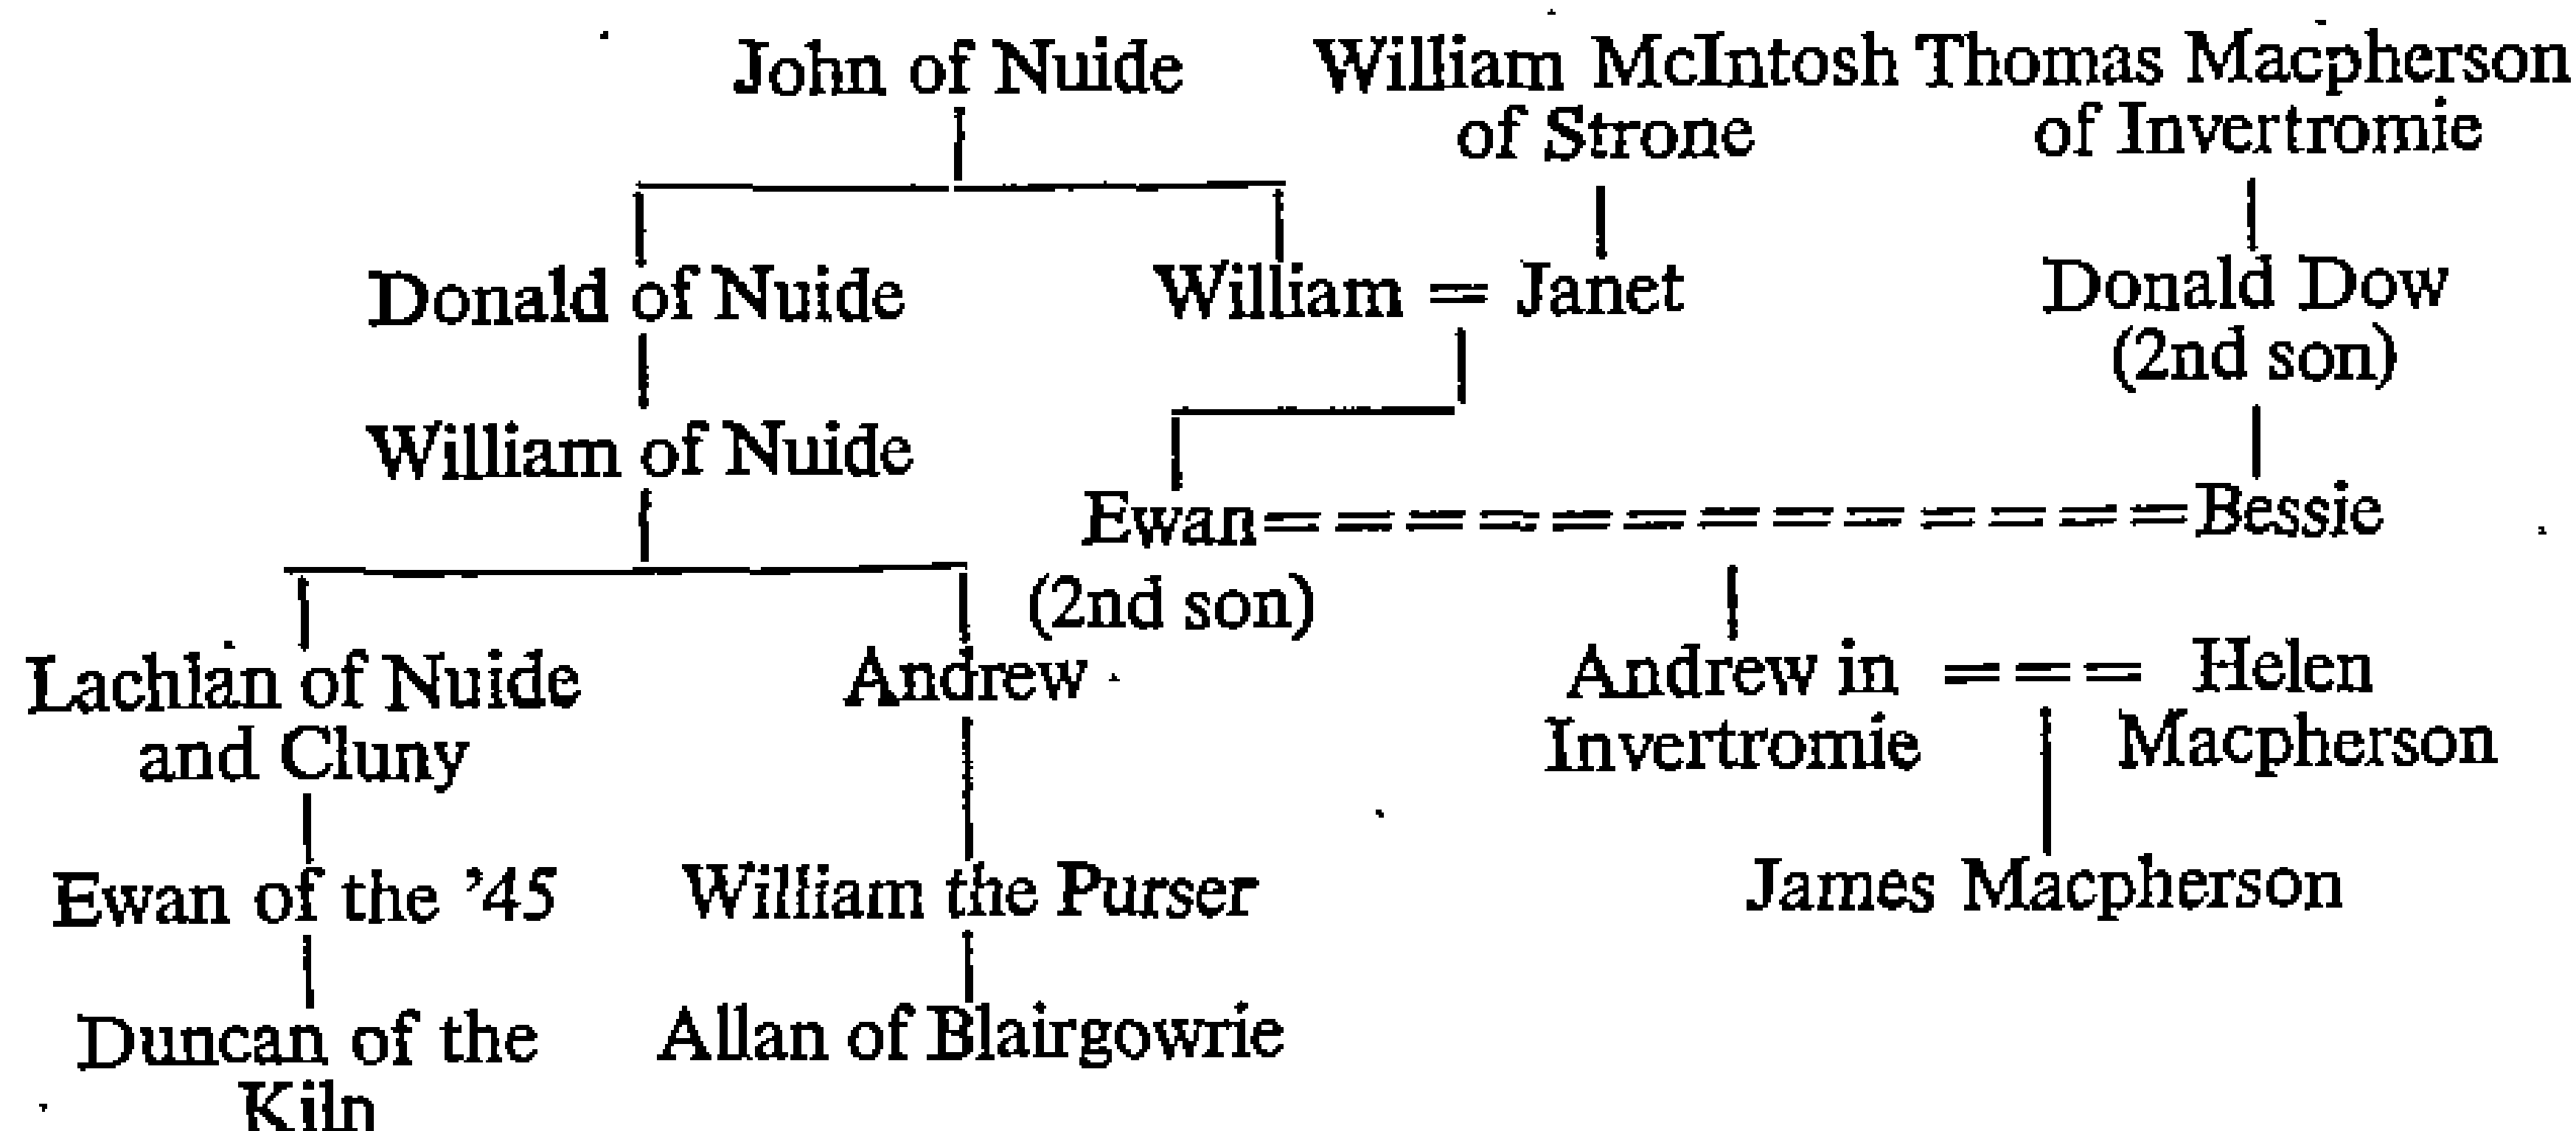 John of Nuide
William McIntosh
of Strone
Thomas Macpherson
of Invertromie
Donald of Nuide
William = Janet
Donald Dow
(2nd son)
William of Nuide
Ewan = = = = = = = = = = = = = Bessie
(2nd son)
Lachlan of Nuide
and Cluny
Andrew
Andrew in
Invertromie
= = =
Helen
Macpherson
Ewan of the ’45
William the Purser
James Macpherson
Duncan of the
Kiln
Allan of Blairgowrie